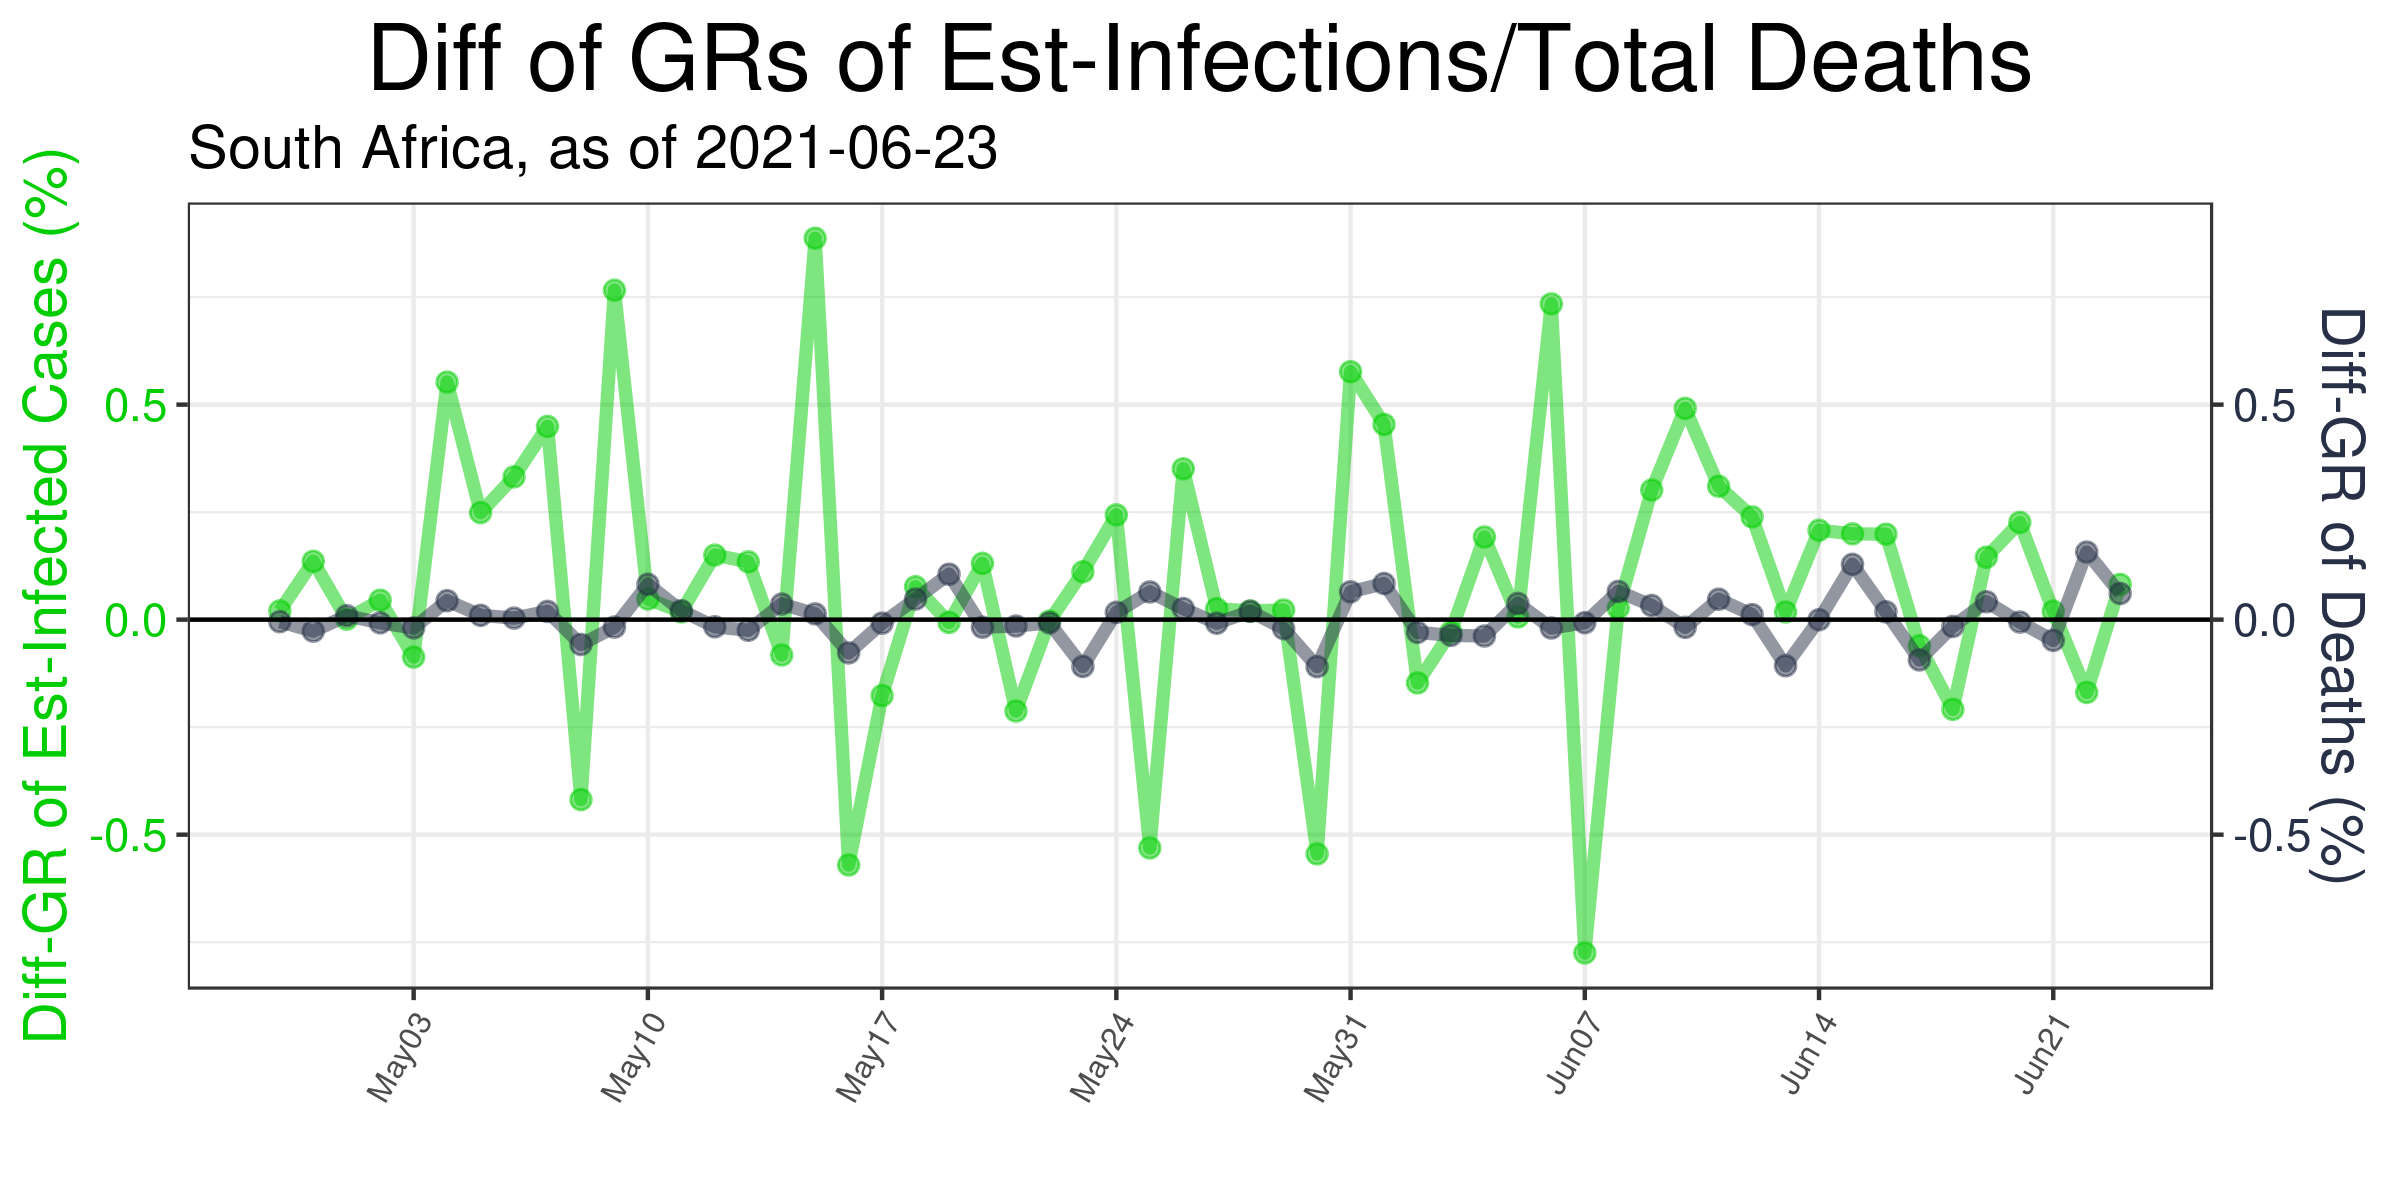 Diff of GRs of Est-Infections/Total Deaths
South Africa, as of 2021-06-23
Diff-GR of Est-Infected Cases (%)
0.5
0.0
-0.5
0.5
0.0
-0.5
Diff-GR of Deaths (%)
May03
May10
May17
May24
May31
Jun07
Jun14
Jun21